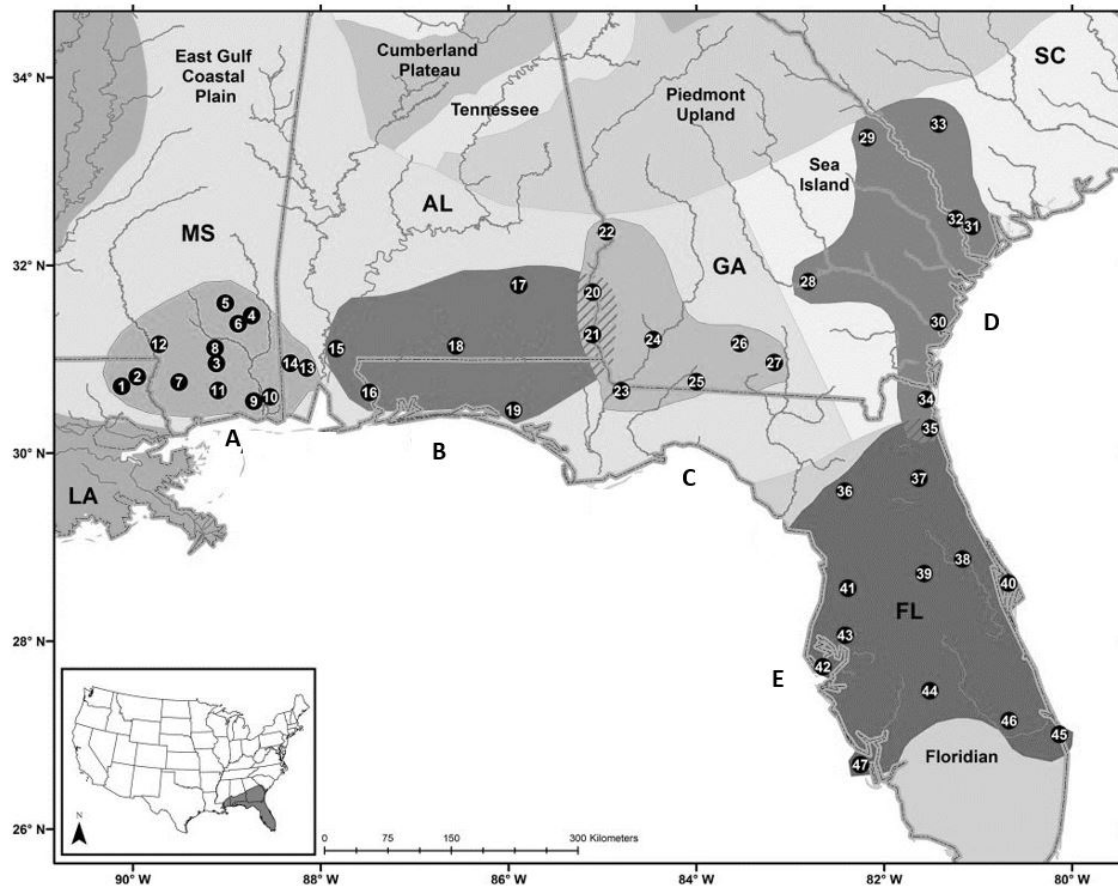 34° N
32° N
30° N
28° N
26° N
90° W
88° W
86° W
84° W
82° W
80° W
East Gulf
Coastal
Plain
Cumberland
Plateau
Tennessee
Piedmont
Upland
Sea
Island
SC
MS
AL
GA
LA
FL
Floridian
A
B
C
D
E
1
2
3
4
5
6
7
8
9
10
11
12
13
14
15
16
17
18
19
20
21
22
23
24
25
26
27
28
29
30
31
32
33
34
35
36
37
38
39
40
41
42
43
44
45
46
47
N
0 75 150 300 Kilometers